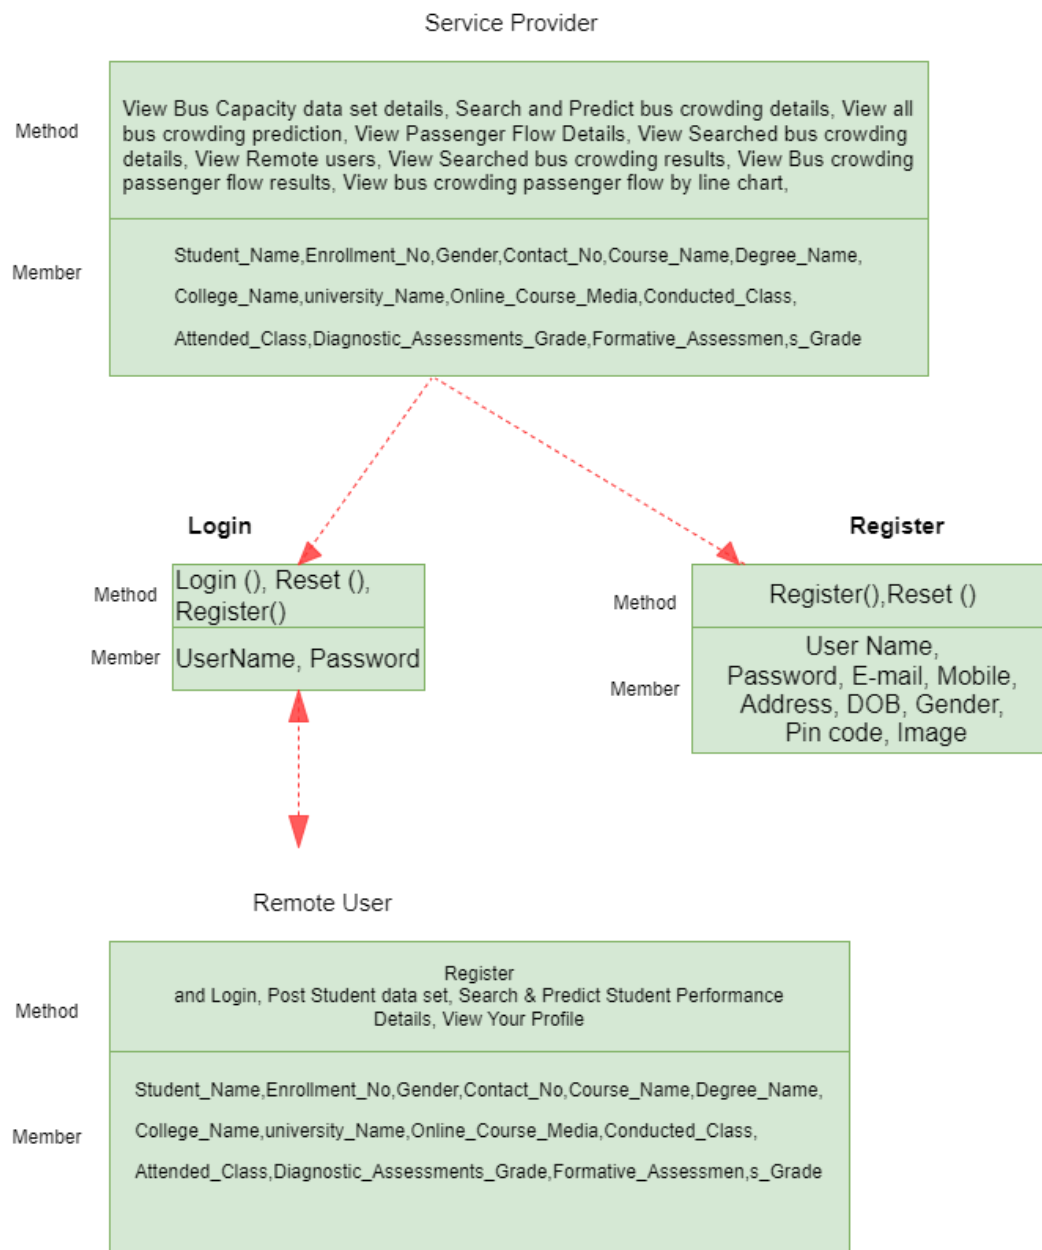 Service Provider
Method
View Bus Capacity data set details, Search and Predict bus crowding details, View all
bus crowding prediction, View Passenger Flow Details, View Searched bus crowding
details, View Remote users, View Searched bus crowding results, View Bus crowding
passenger flow results, View bus crowding passenger flow by line chart,
Member
Student_Name,Enrollment_No,Gender,Contact_No,Course_Name,Degree_Name,
College_Name,university_Name,Online_Course_Media,Conducted_Class,
Attended_Class,Diagnostic_Assessments_Grade,Formative_Assessmen,s_Grade
Login
Method
Login (), Reset (),
Register()
Member
UserName, Password
Register
Method
Register(),Reset ()
Member
User Name,
Password, E-mail, Mobile,
Address, DOB, Gender,
Pin code, Image
Remote User
Method
Register
and Login, Post Student data set, Search & Predict Student Performance
Details, View Your Profile
Member
Student_Name,Enrollment_No,Gender,Contact_No,Course_Name,Degree_Name,
College_Name,university_Name,Online_Course_Media,Conducted_Class,
Attended_Class,Diagnostic_Assessments_Grade,Formative_Assessmen,s_Grade